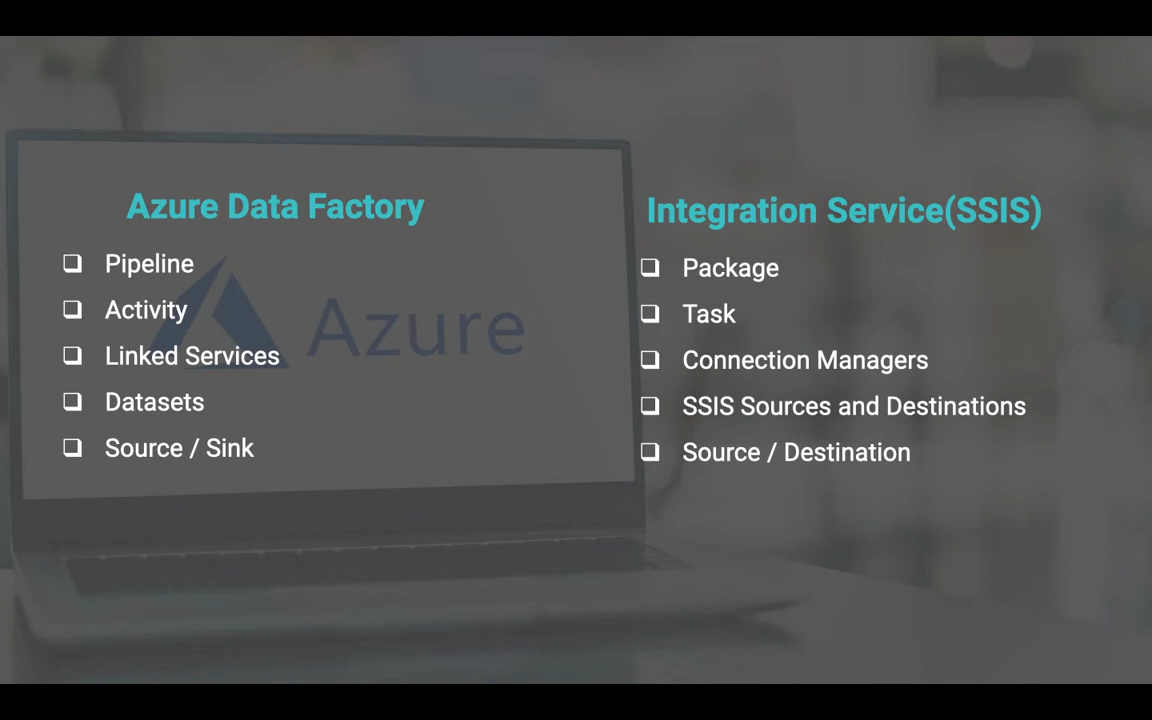 Azure Data Factory
Pipeline
Activity
Linked Services
Datasets
Source / Sink
Azure
Integration Service(SSIS)
Package
Task
Connection Managers
SSIS Sources and Destinations
Source / Destination